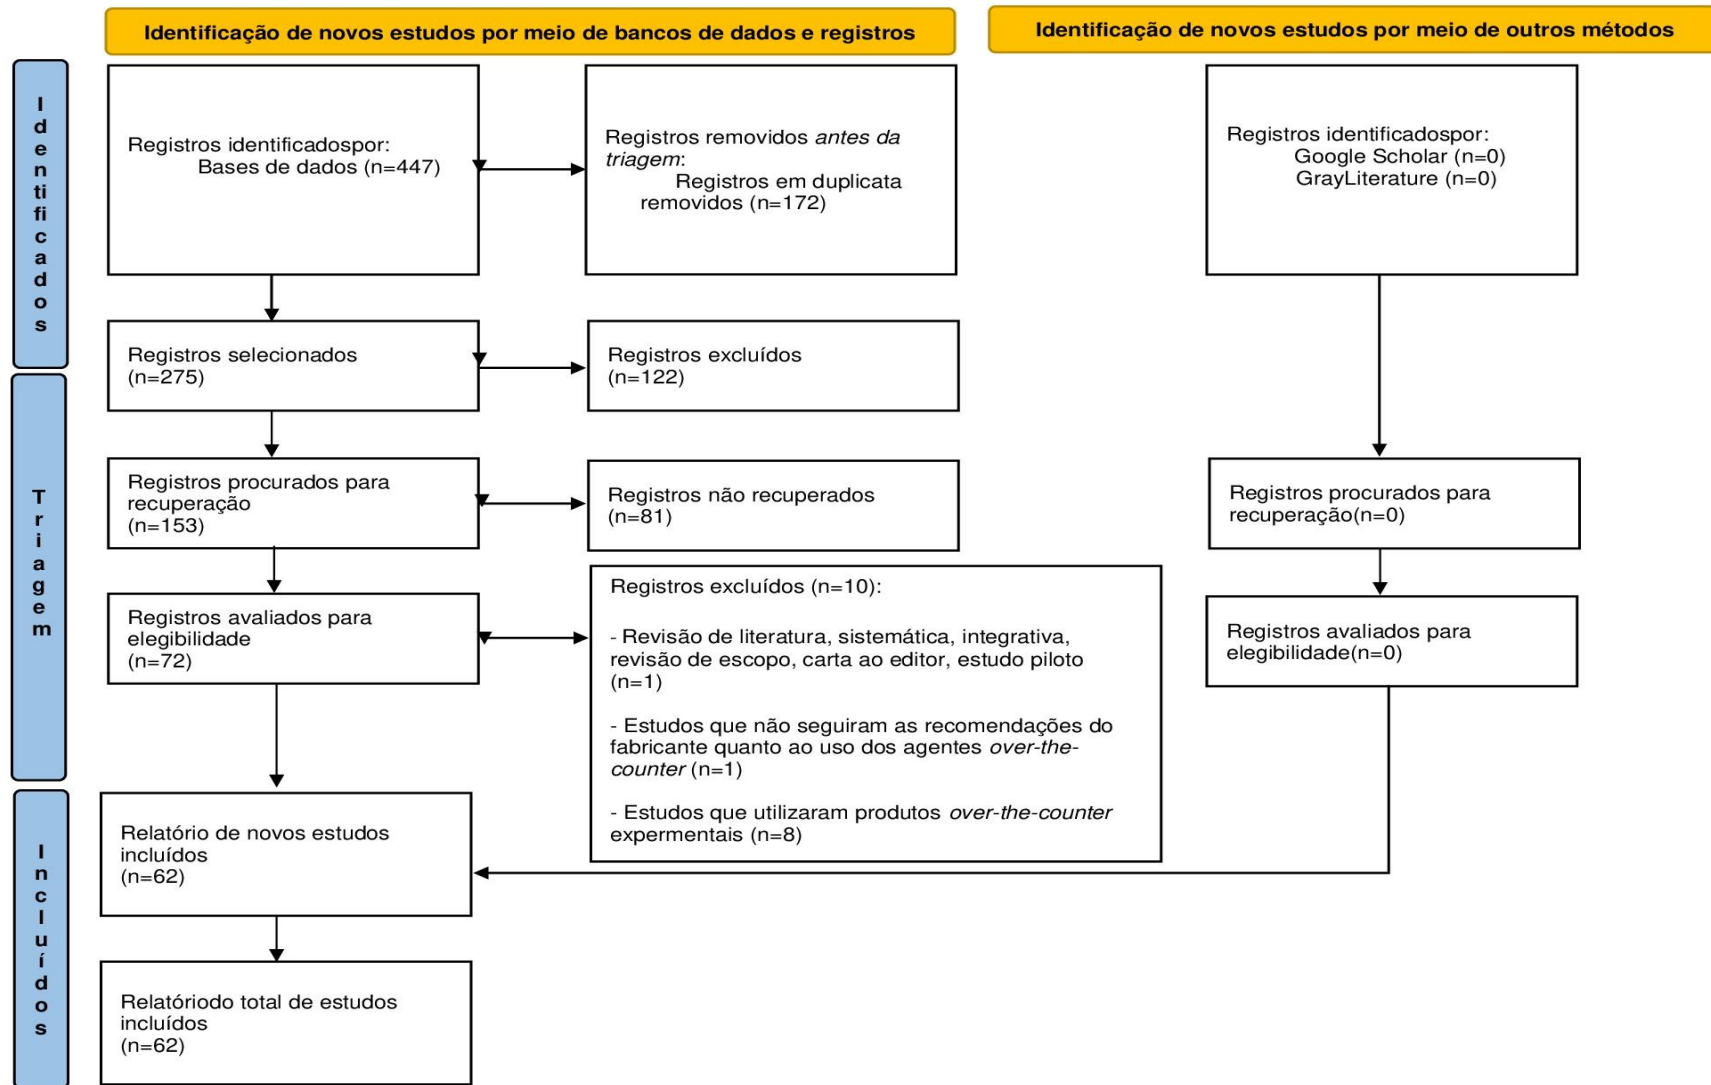 Identificação de novos estudos por meio de bancos de dados e registros
Identificação de novos estudos por meio de outros métodos
Identificados
Registros identificadospor:
Bases de dados (n=447)
Registros removidos antes da
triagem:
Registros em duplicata
removidos (n=172)
Registros identificadospor:
Google Scholar (n=0)
GrayLiterature (n=0)
Registros selecionados
(n=275)
Registros excluídos
(n=122)
Triagem
Registros procurados para
recuperação
(n=153)
Registros não recuperados
(n=81)
Registros procurados para
recuperação(n=0)
Registros avaliados para
elegibilidade
(n=72)
Registros excluídos (n=10):
- Revisão de literatura, sistemática, integrativa,
revisão de escopo, carta ao editor, estudo piloto
(n=1)
- Estudos que não seguiram as recomendações do
fabricante quanto ao uso dos agentes over-the-
counter (n=1)
- Estudos que utilizaram produtos over-the-counter
expermentais (n=8)
Registros avaliados para
elegibilidade(n=0)
Incluídos
Relatório de novos estudos
incluídos
(n=62)
Relatóriodo total de estudos
incluídos
(n=62)